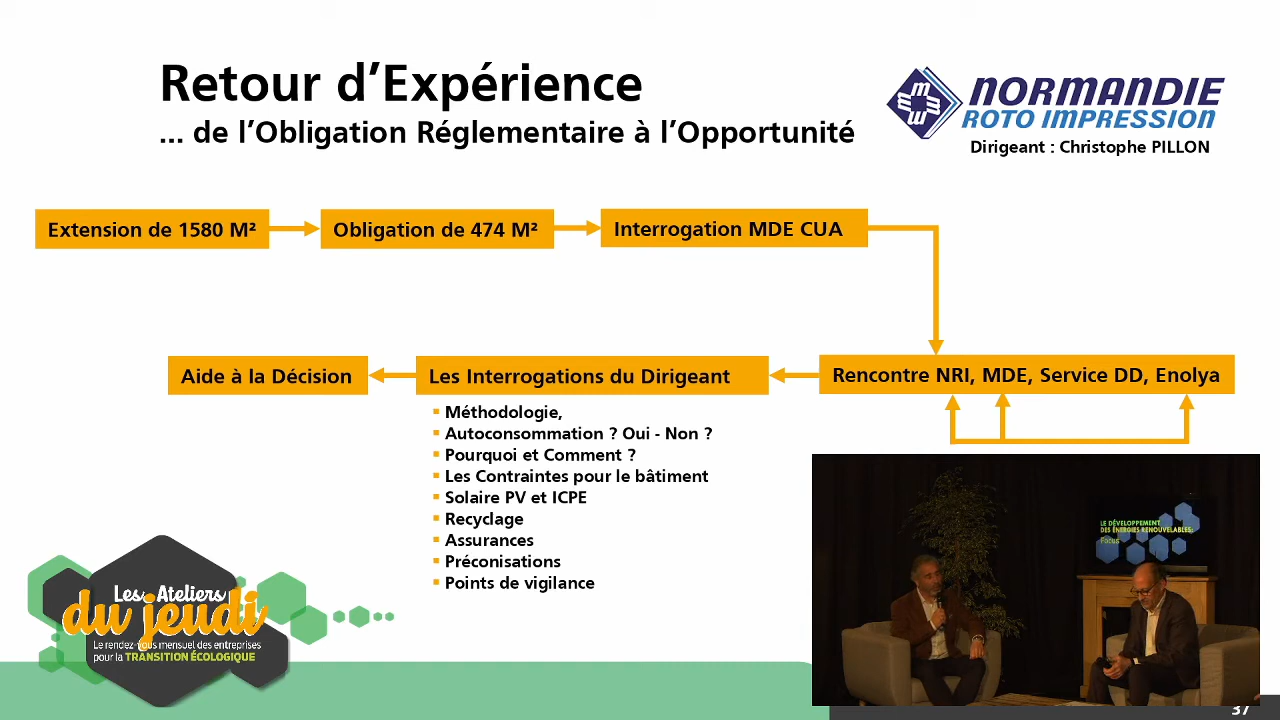 Retour d’Expérience
... de l’Obligation Réglementaire à l’Opportunité
NORMANDIE
ROTO IMPRESSION
Dirigeant : Christophe PILLON
Extension de 1580 M²
Obligation de 474 M²
Interrogation MDE CUA
Aide à la Décision
Les Interrogations du Dirigeant
Rencontre NRI, MDE, Service DD, Enolya
▪ Méthodologie,
▪ Autoconsommation ? Oui - Non ?
▪ Pourquoi et Comment ?
▪ Les Contraintes pour le bâtiment
▪ Solaire PV et ICPE
▪ Recyclage
▪ Assurances
▪ Préconisations
▪ Points de vigilance
LE DÉVELOPPEMENT
DES ÉNERGIES RENOUVELABLES:
Focus
Les Ateliers
du jeudi
Le rendez-vous mensuel des entreprises
pour la TRANSITION ÉCOLOGIQUE
37